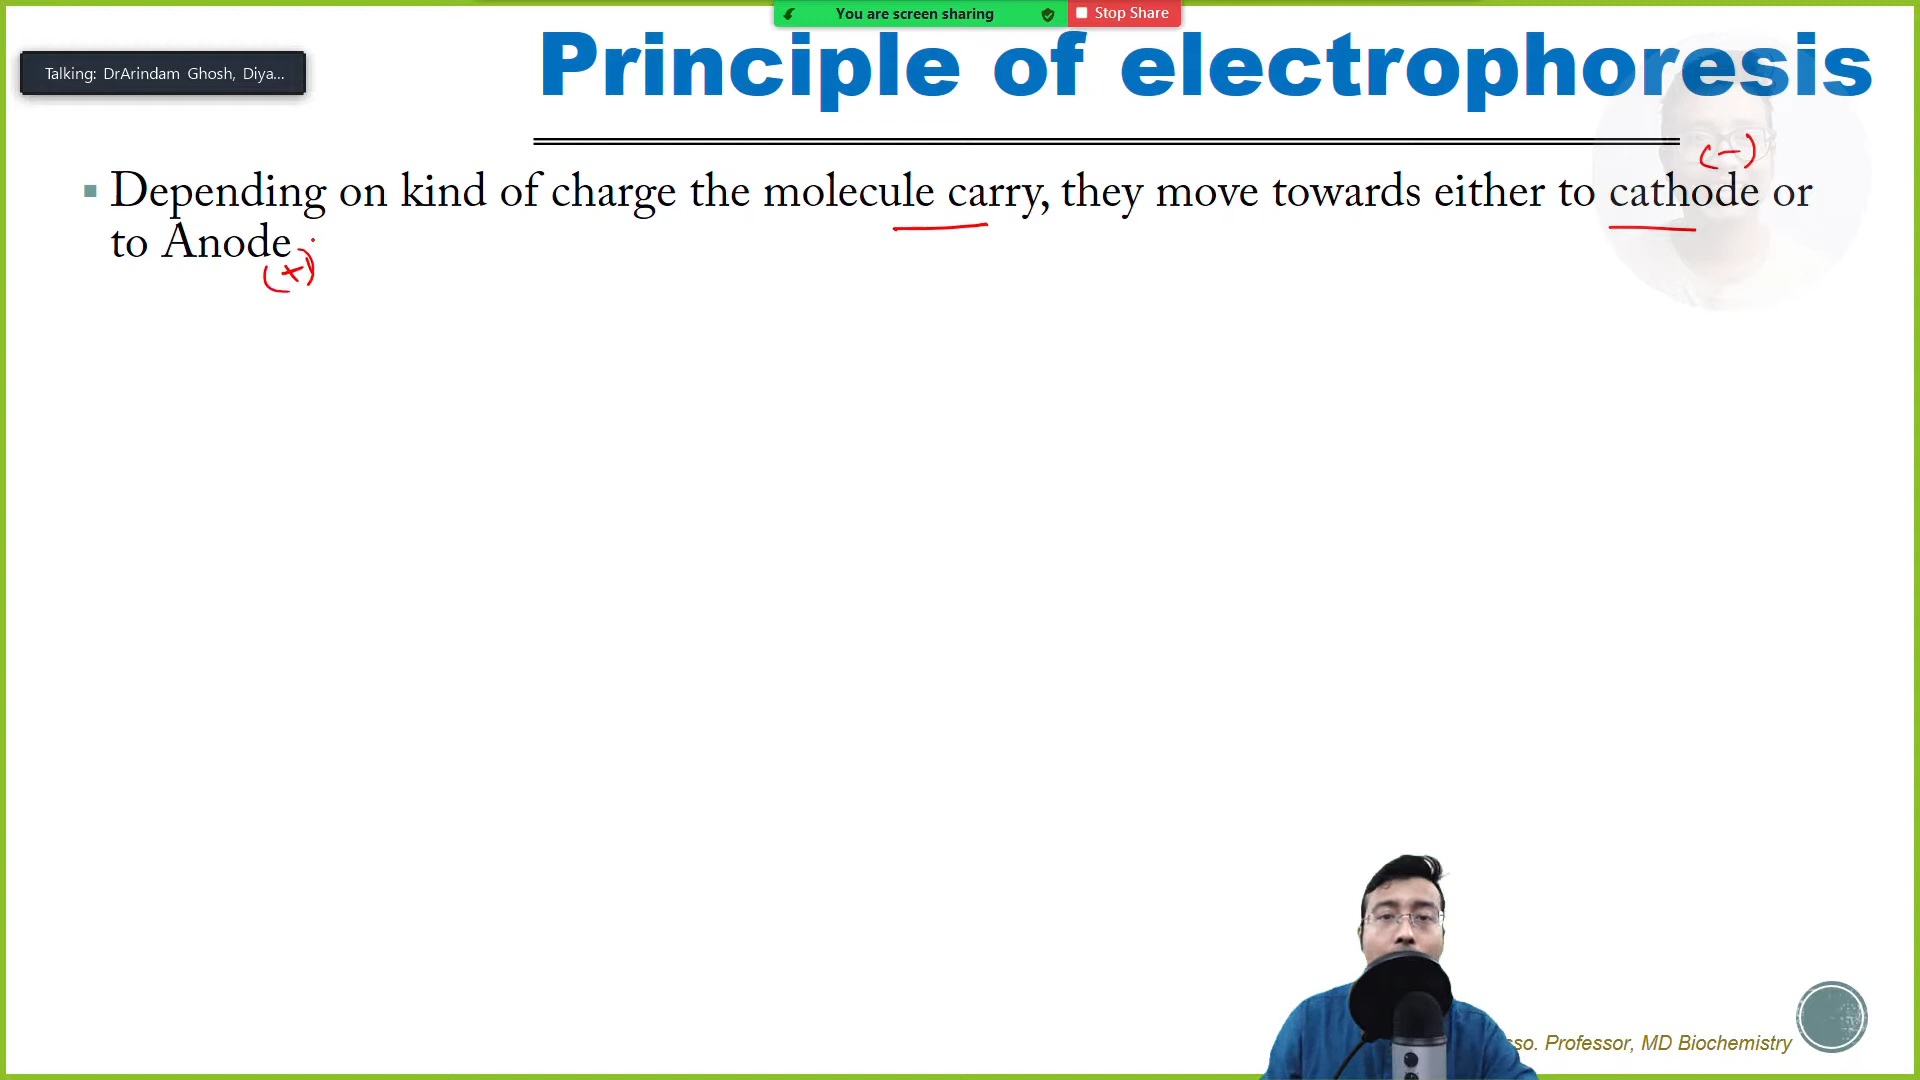 You are screen sharing
Stop Share
Talking: DrArindam Ghosh, Diya...
Principle of electrophoresis
(-)
Depending on kind of charge the molecule carry, they move towards either to cathode or
to Anode
(+)
Professor, MD Biochemistry